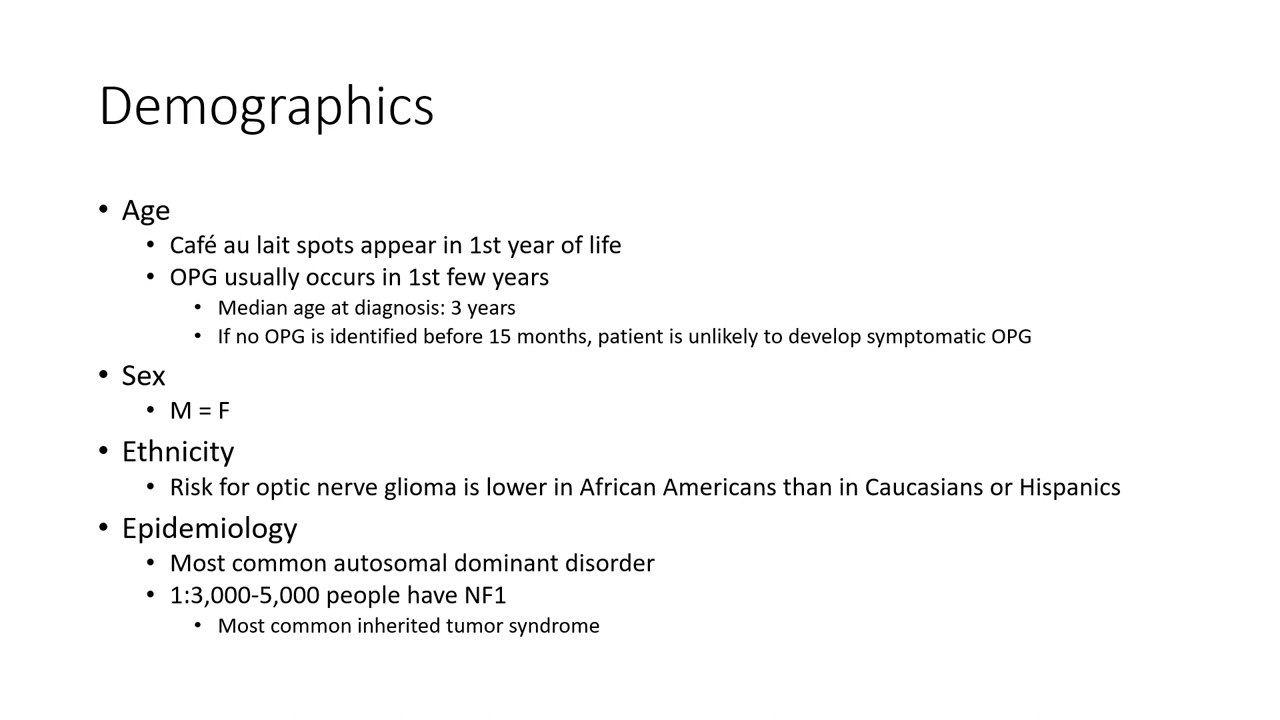 Demographics
• Age
• Café au lait spots appear in 1st year of life
• OPG usually occurs in 1st few years
• Median age at diagnosis: 3 years
• If no OPG is identified before 15 months, patient is unlikely to develop symptomatic OPG
• Sex
• M = F
• Ethnicity
• Risk for optic nerve glioma is lower in African Americans than in Caucasians or Hispanics
• Epidemiology
• Most common autosomal dominant disorder
• 1:3,000-5,000 people have NF1
• Most common inherited tumor syndrome